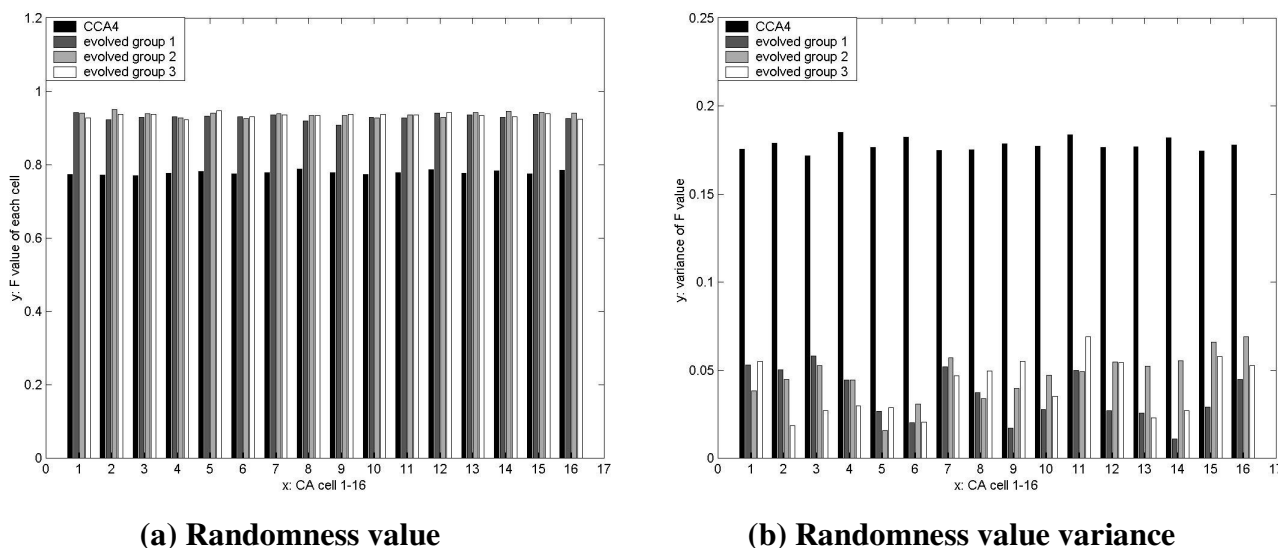 1.2
1
0.8
0.6
0.4
0.2
0
y: F value of each cell
CCA4
evolved group 1
evolved group 2
evolved group 3
0 1 2 3 4 5 6 7 8 9 10 11 12 13 14 15 16 17
x: CA cell 1-16
(a) Randomness value
0.25
0.2
0.15
0.1
0.05
0
y: variance of F value
CCA4
evolved group 1
evolved group 2
evolved group 3
0 1 2 3 4 5 6 7 8 9 10 11 12 13 14 15 16 17
x: CA cell 1-16
(b) Randomness value variance